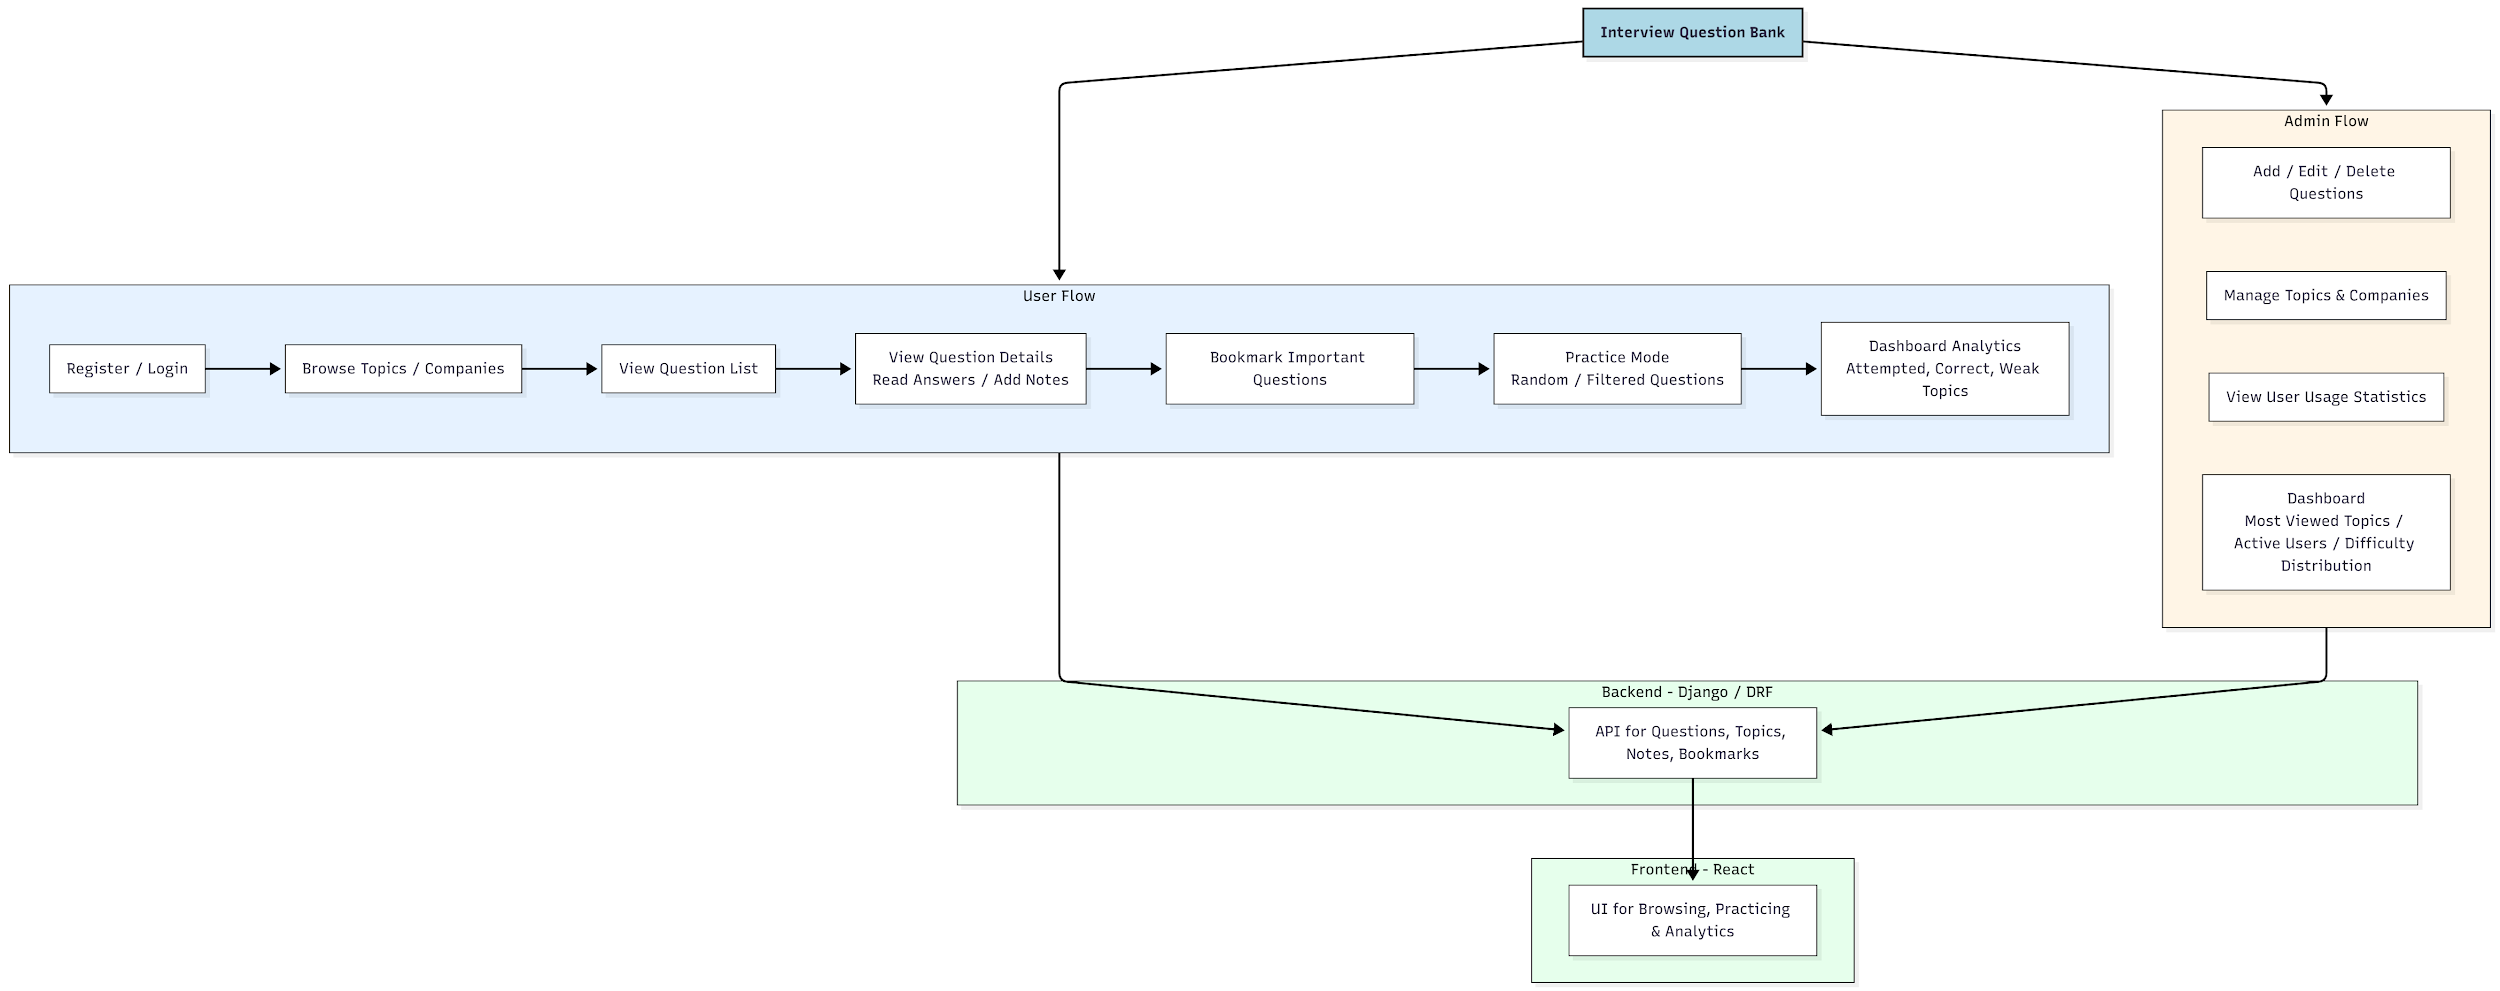 Interview Question Bank
Admin Flow
Add / Edit / Delete
Questions
Manage Topics & Companies
View User Usage Statistics
Dashboard
Most Viewed Topics /
Active Users / Difficulty
Distribution
User Flow
Register / Login
Browse Topics / Companies
View Question List
View Question Details
Read Answers / Add Notes
Bookmark Important
Questions
Practice Mode
Random / Filtered Questions
Dashboard Analytics
Attempted, Correct, Weak
Topics
Backend - Django / DRF
API for Questions, Topics,
Notes, Bookmarks
Frontend - React
UI for Browsing, Practicing
& Analytics